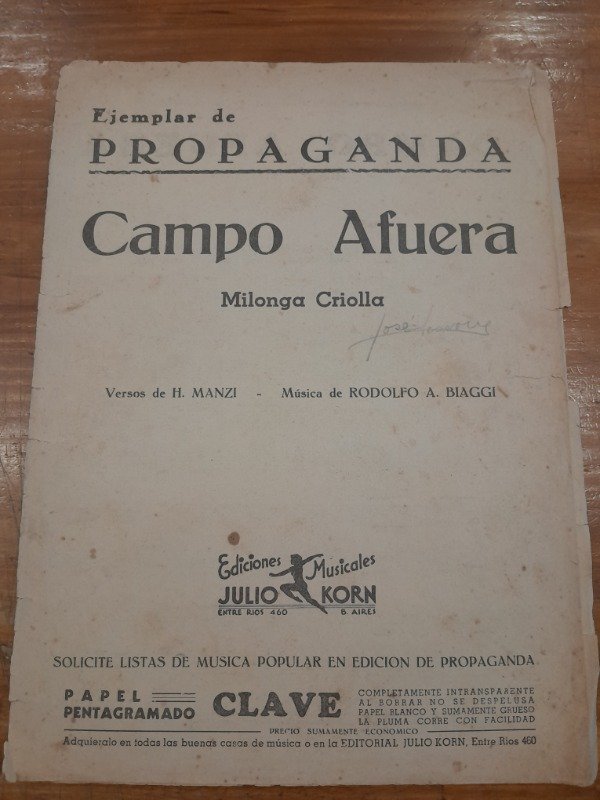 Ejemplar de
PROPAGANDA
Campo Afuera
Milonga Criolla
José
Versos de H. MANZI - Música de RODOLFO A. BIAGGI
Ediciones Musicales
JULIO KORN
ENTRE RIOS 460 B. AIRES
SOLICITE LISTAS DE MUSICA POPULAR EN EDICION DE PROPAGANDA
PAPEL
PENTAGRAMADO
CLAVE
COMPLETAMENTE INTRANSPARENTE
AL BORRAR NO SE DESPELUSA
PAPEL BLANCO Y SUMAMENTE GRUESO
LA PLUMA CORRE CON FACILIDAD
PRECIO SUMAMENTE ECONOMICO
Adquieralo en todas las buenas casas de música o en la EDITORIAL JULIO KORN, Entre Rios 460